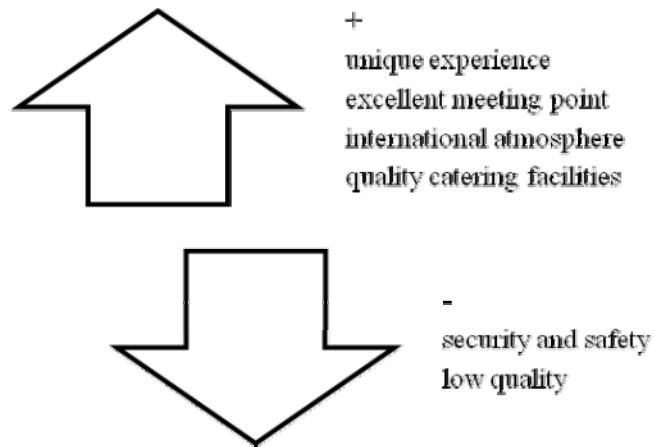 +
unique experience
excellent meeting point
international atmosphere
quality catering facilities
-
security and safety
low quality